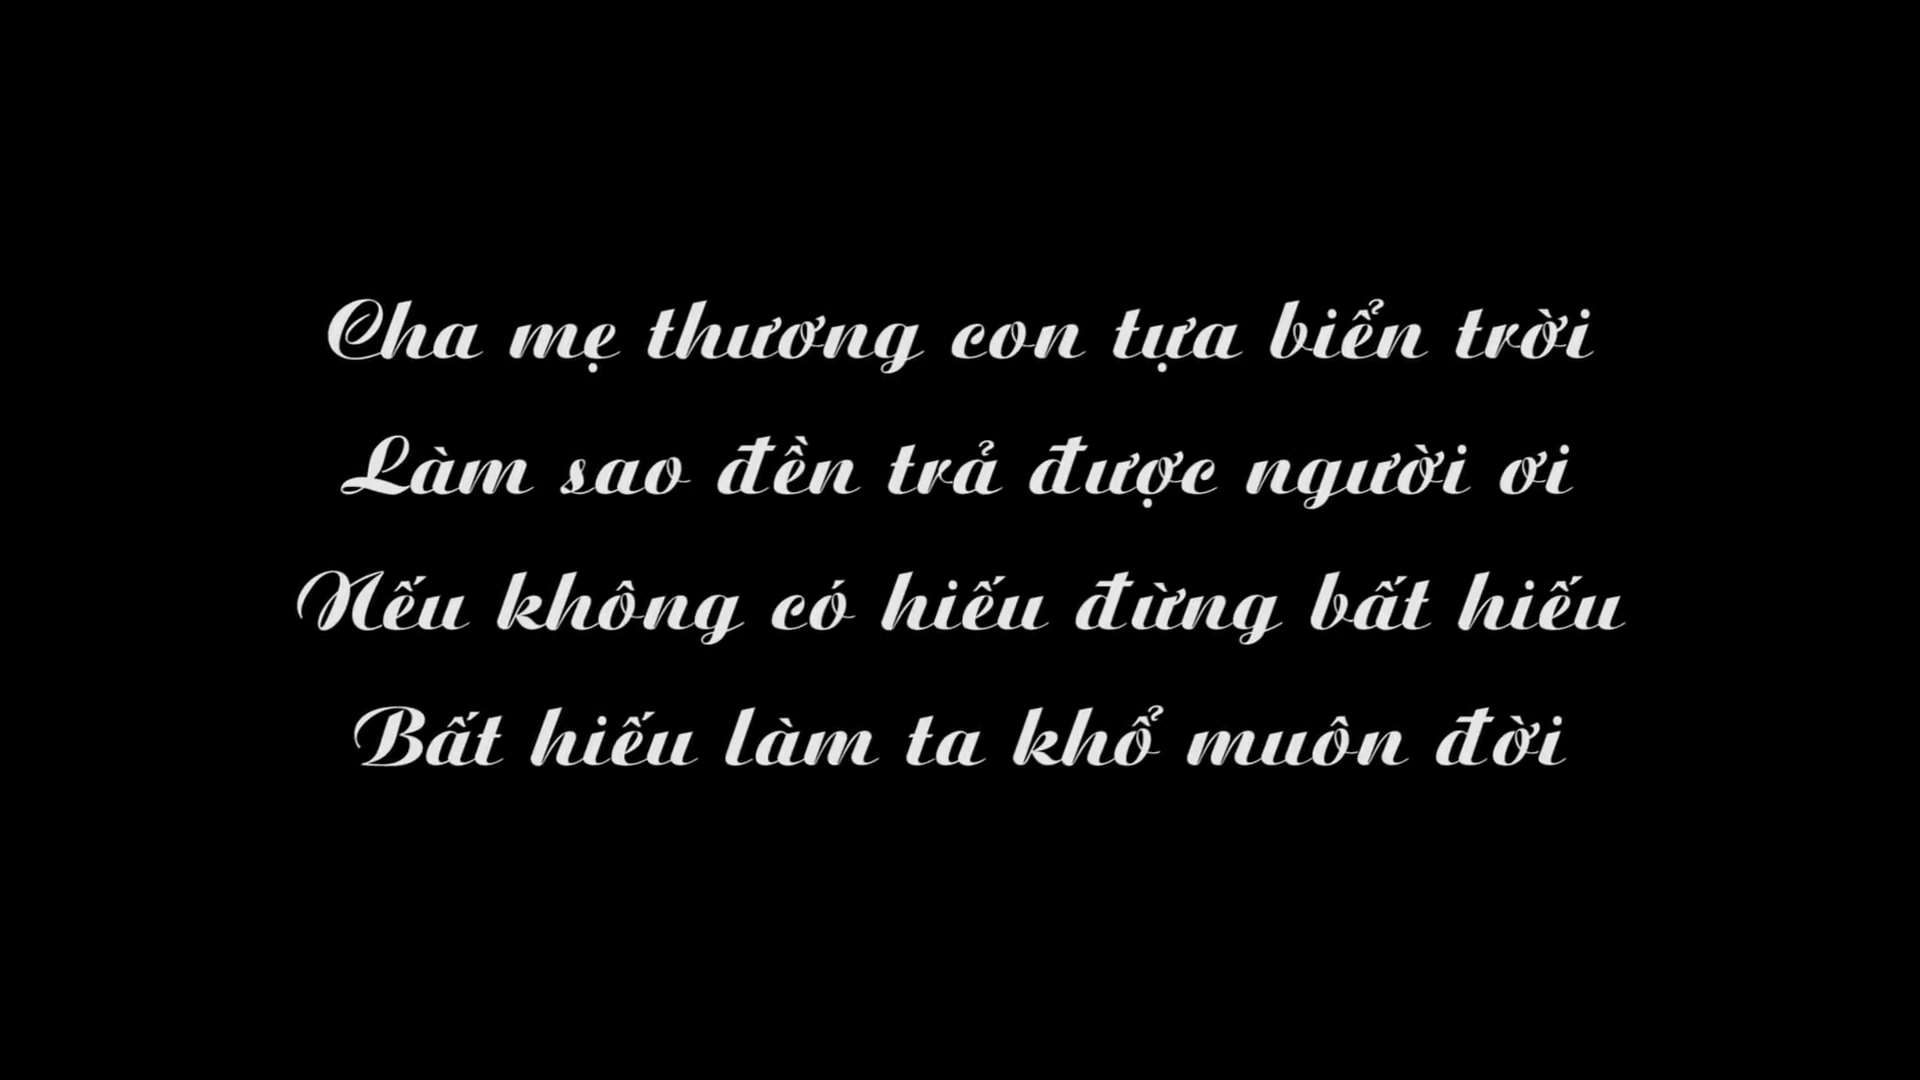 Cha mẹ thương con tựa biển trời
Làm sao đền trả được người ơi
Nếu không có hiếu đừng bất hiếu
Bất hiếu làm ta khổ muôn đời